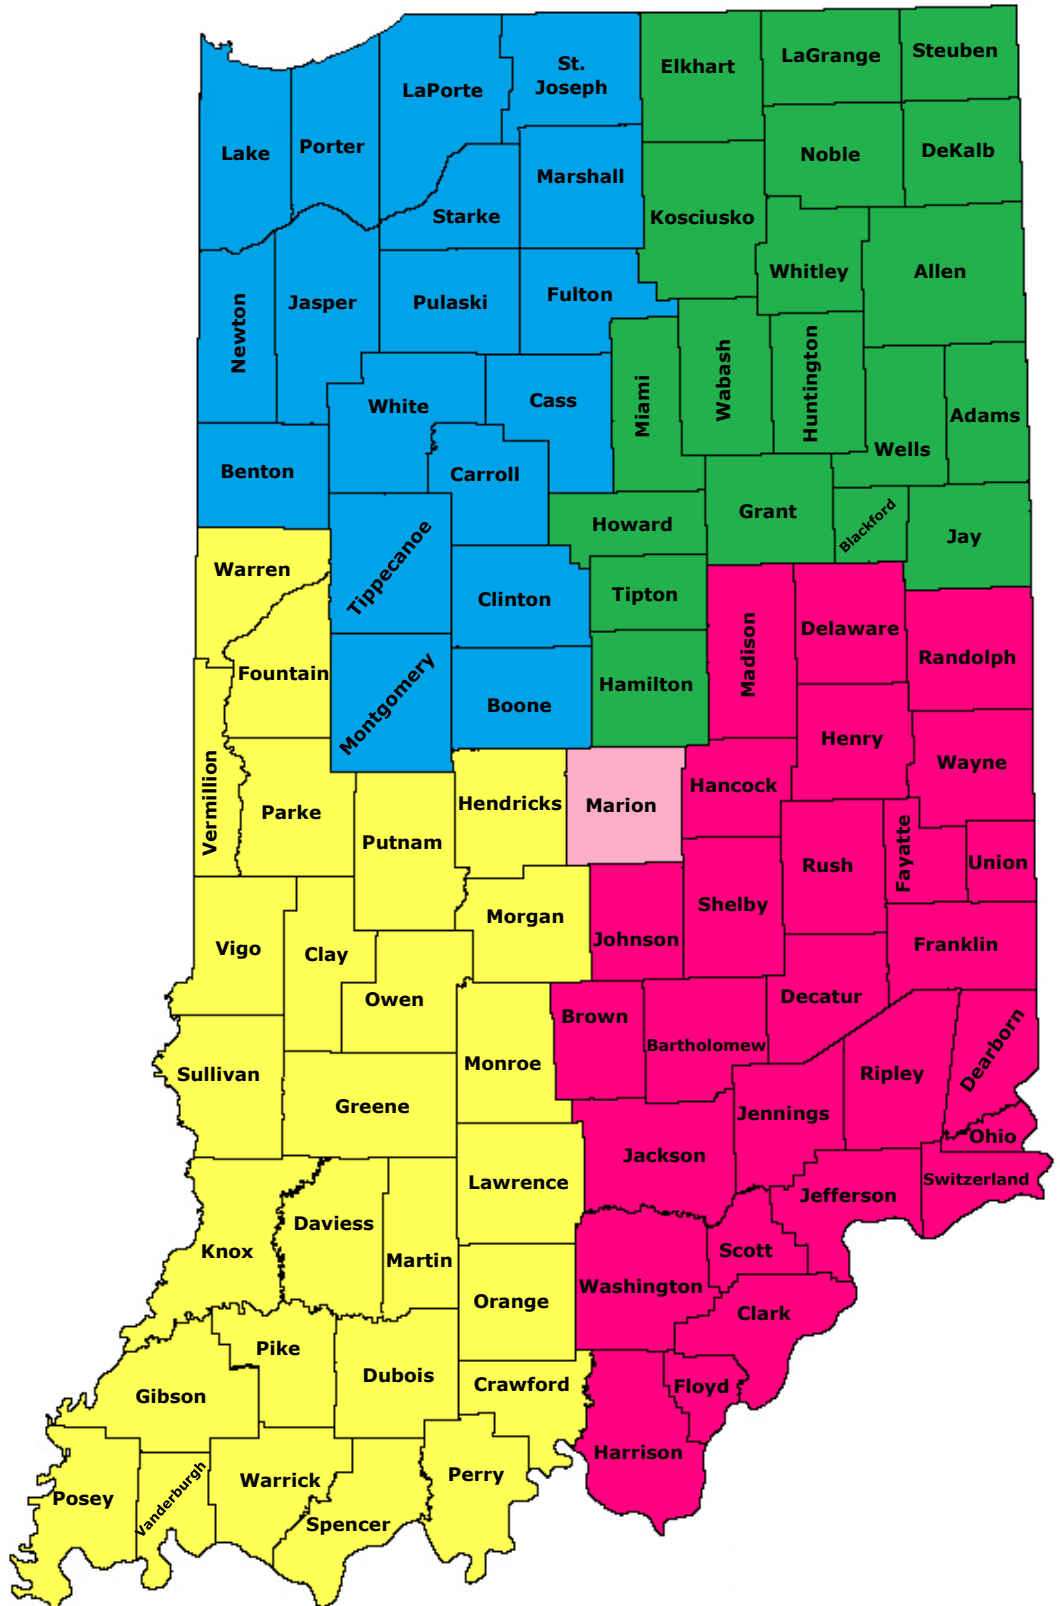 St.
Joseph
Elkhart
LaGrange
Steuben
LaPorte
Lake
Porter
Marshall
Noble
DeKalb
Starke
Kosciusko
Whitley
Allen
Newton
Jasper
Pulaski
Fulton
Miami
Wabash
Huntington
White
Cass
Wells
Adams
Benton
Carroll
Howard
Grant
Blackford
Jay
Warren
Tippecanoe
Clinton
Tipton
Madison
Delaware
Randolph
Fountain
Montgomery
Boone
Hamilton
Henry
Wayne
Vermillion
Parke
Putnam
Hendricks
Marion
Hancock
Rush
Fayatte
Union
Vigo
Clay
Morgan
Johnson
Shelby
Franklin
Owen
Monroe
Brown
Bartholomew
Decatur
Ripley
Dearborn
Sullivan
Greene
Jennings
Ohio
Jackson
Lawrence
Jefferson
Switzerland
Knox
Daviess
Martin
Scott
Orange
Washington
Clark
Pike
Gibson
Dubois
Crawford
Floyd
Harrison
Posey
Vanderburgh
Warrick
Spencer
Perry